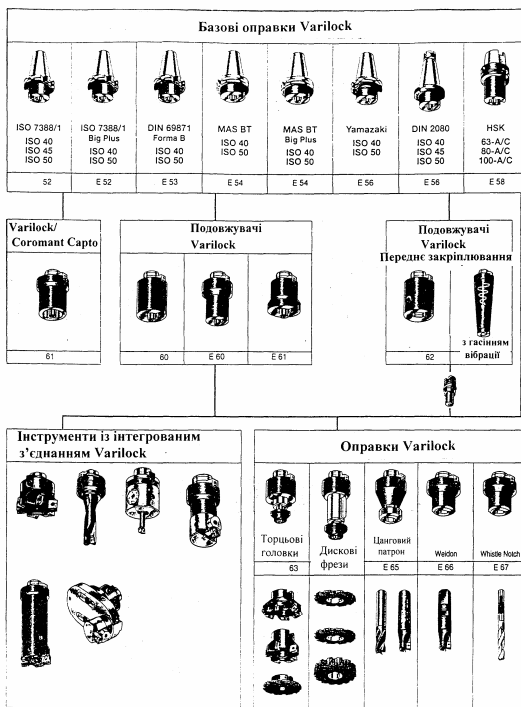 Базові оправки Varilock
ISO 7388/1
ISO 40
ISO 45
ISO 50
52
ISO 7388/1
Big Plus
ISO 40
ISO 50
E 52
DIN 69871
Forma B
ISO 40
ISO 50
E 53
MAS BT
ISO 40
ISO 50
E 54
MAS BT
Big Plus
ISO 40
ISO 50
E 54
Yamazaki
ISO 40
ISO 50
E 56
DIN 2080
ISO 40
ISO 45
ISO 50
E 56
HSK
63-A/C
80-A/C
100-A/C
E 58
Varilock/
Coromant Capto
61
Подовжувачі
Varilock
60
E 60
E 61
Подовжувачі
Varilock
Переднє закріплювання
62
з гасінням
вібрації
Інструменти із інтегрованим
з’єднанням Varilock
Оправки Varilock
Торцьові
головки
63
Дискові
фрези
Цанговий
патрон
E 65
Weldon
E 66
Whistle Notch
E 67